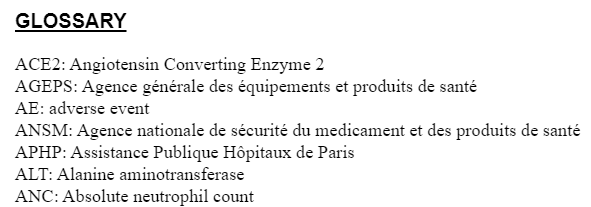 GLOSSARY
ACE2: Angiotensin Converting Enzyme 2
AGEPS: Agence générale des équipements et produits de santé
AE: adverse event
ANSM: Agence nationale de sécurité du medicament et des produits de santé
APHP: Assistance Publique Hôpitaux de Paris
ALT: Alanine aminotransferase
ANC: Absolute neutrophil count